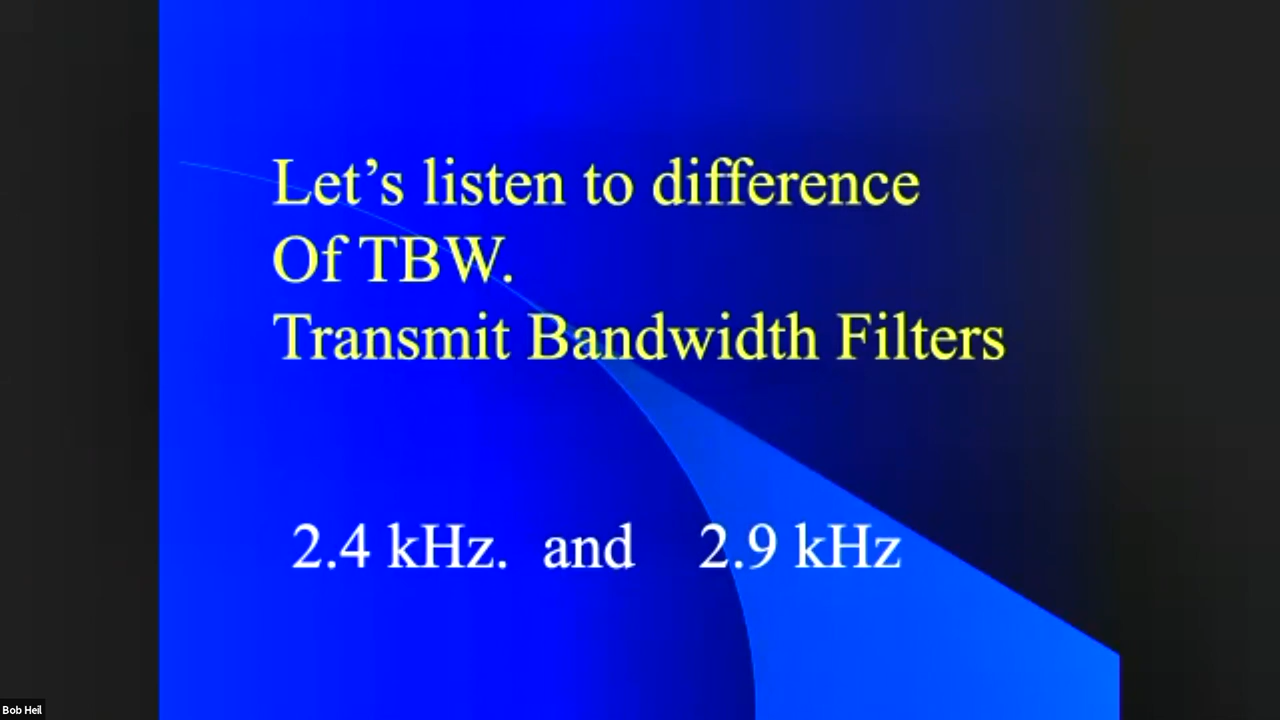 Let's listen to difference
Of TBW.
Transmit Bandwidth Filters
2.4 kHz. and 2.9 kHz
Bob Heil